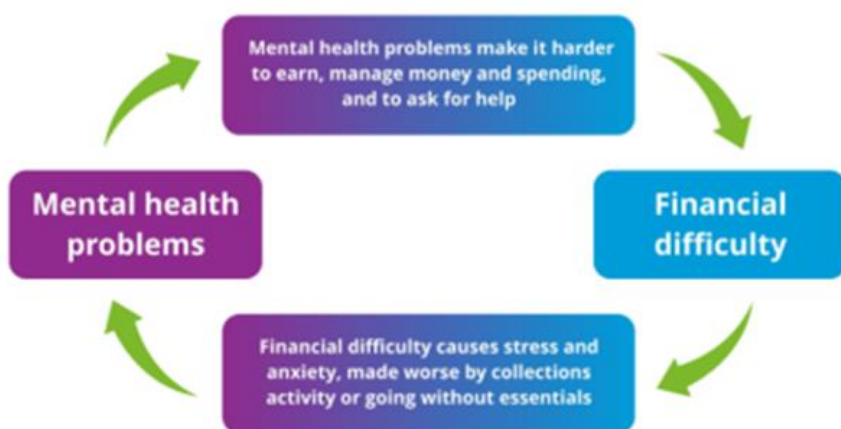 Mental health problems make it harder
to earn, manage money and spending,
and to ask for help
Mental health
problems
Financial
difficulty
Financial difficulty causes stress and
anxiety, made worse by collections
activity or going without essentials